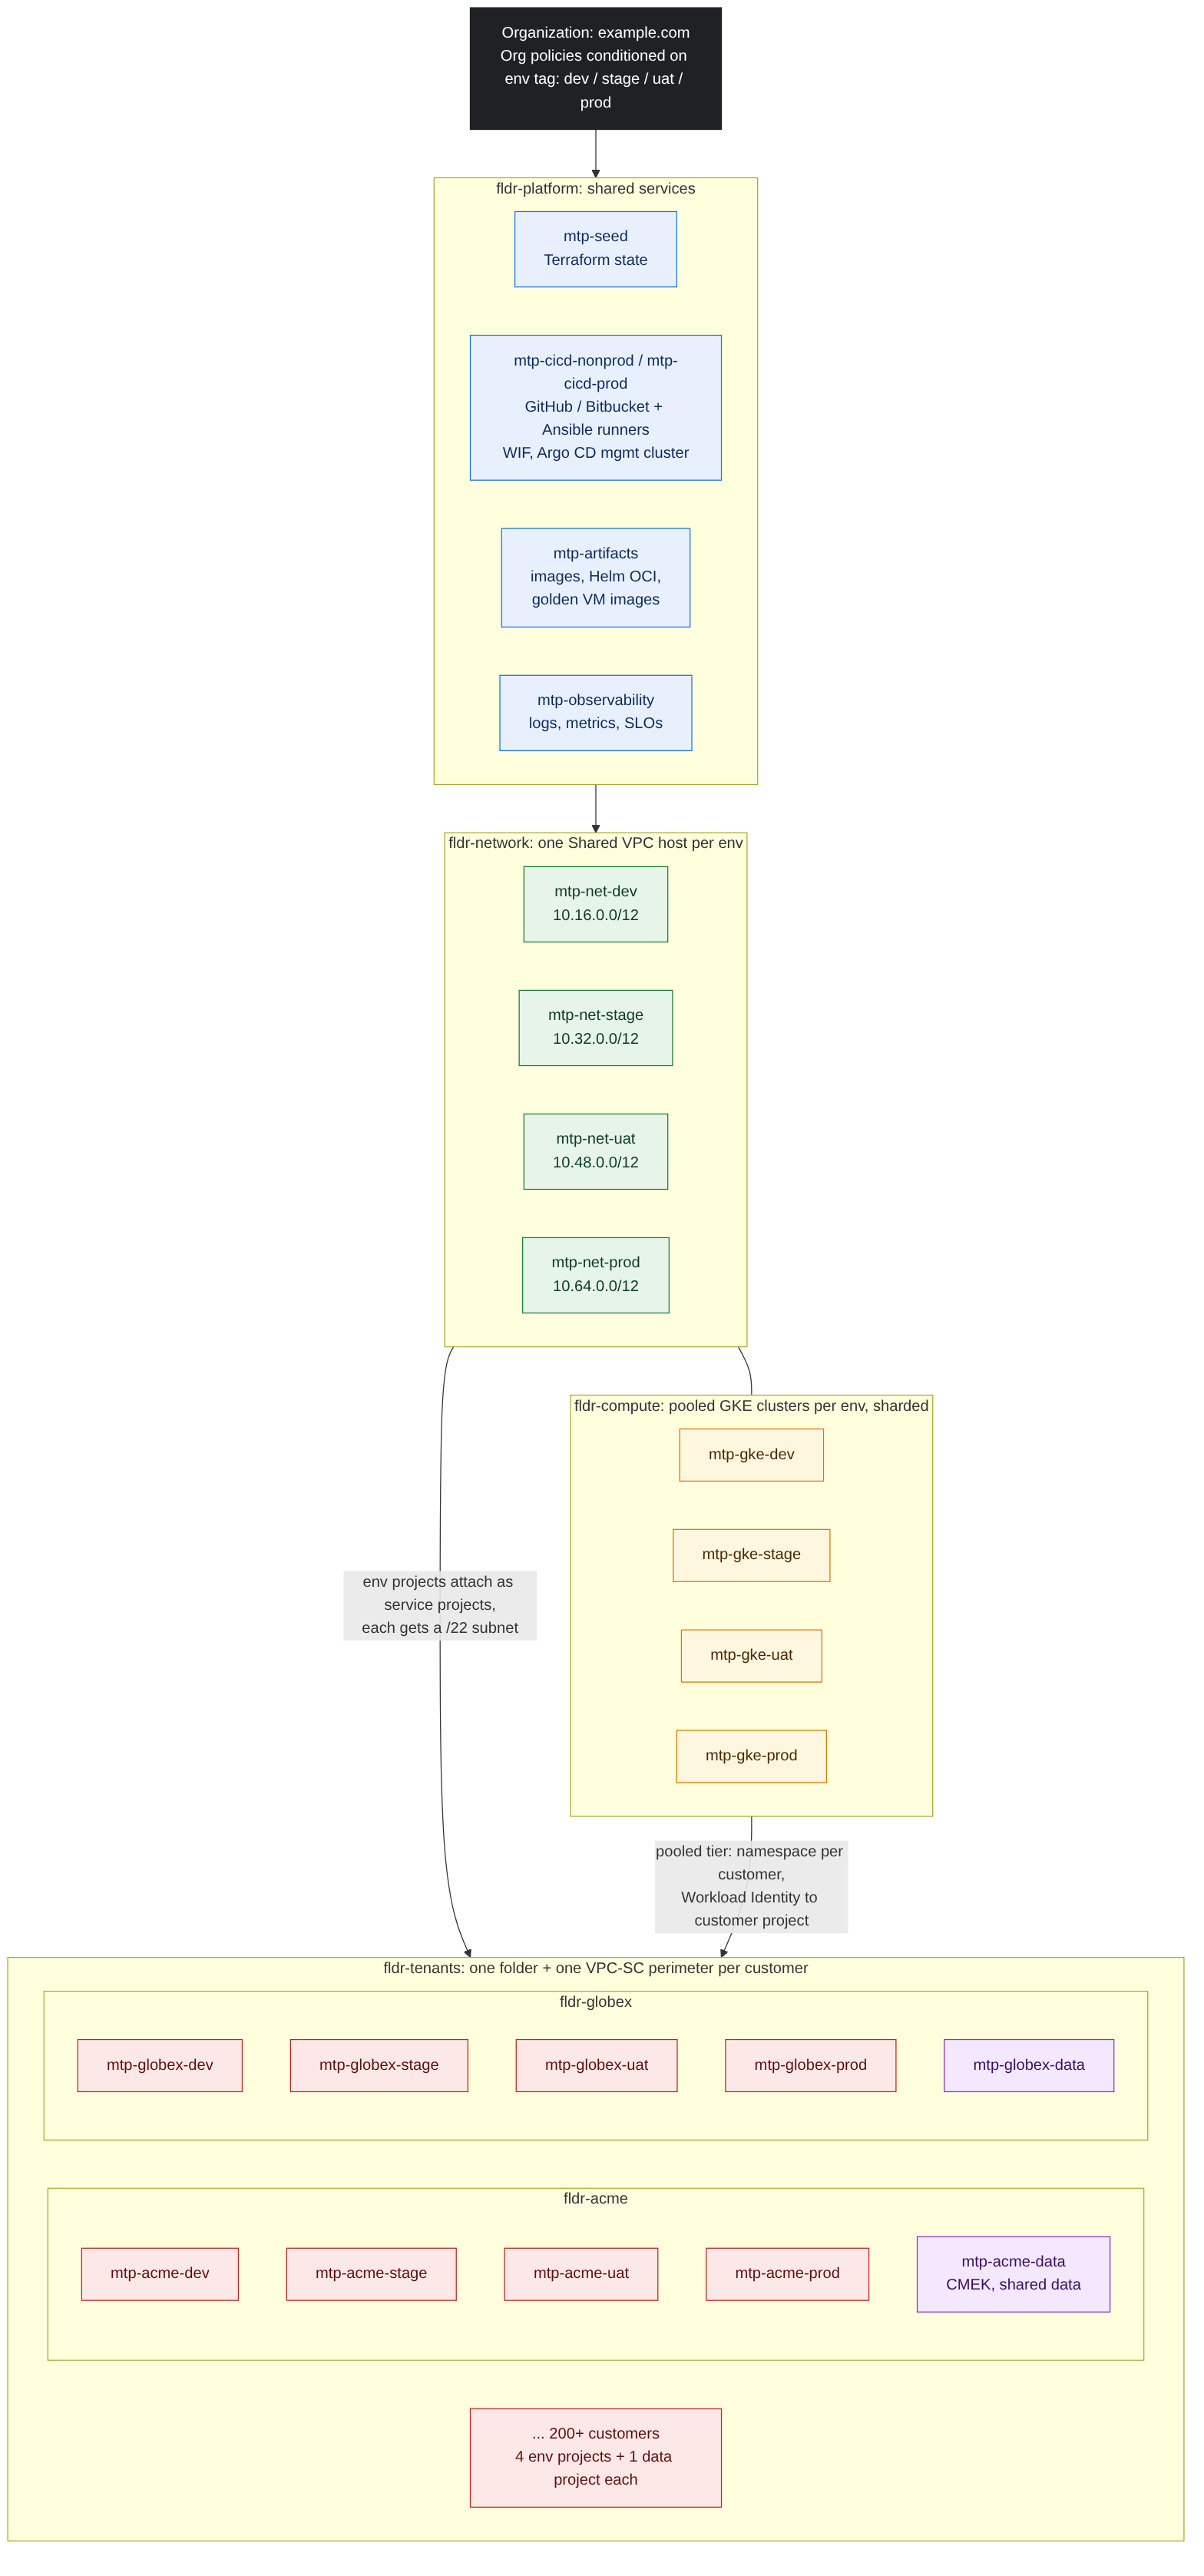 Organization: example.com
Org policies conditioned on
env tag: dev / stage / uat /
prod
fldr-platform: shared services
mtp-seed
Terraform state
mtp-cicd-nonprod / mtp-
cicd-prod
GitHub / Bitbucket +
Ansible runners
WIF, Argo CD mgmt cluster
mtp-artifacts
images, Helm OCI,
golden VM images
mtp-observability
logs, metrics, SLOs
fldr-network: one Shared VPC host per env
mtp-net-dev
10.16.0.0/12
mtp-net-stage
10.32.0.0/12
mtp-net-uat
10.48.0.0/12
mtp-net-prod
10.64.0.0/12
fldr-compute: pooled GKE clusters per env, sharded
mtp-gke-dev
mtp-gke-stage
mtp-gke-uat
mtp-gke-prod
env projects attach as
service projects,
each gets a /22 subnet
pooled tier: namespace per
customer,
Workload Identity to
customer project
fldr-tenants: one folder + one VPC-SC perimeter per customer
fldr-globex
mtp-globex-dev
mtp-globex-stage
mtp-globex-uat
mtp-globex-prod
mtp-globex-data
fldr-acme
mtp-acme-dev
mtp-acme-stage
mtp-acme-uat
mtp-acme-prod
mtp-acme-data
CMEK, shared data
... 200+ customers
4 env projects + 1 data
project each